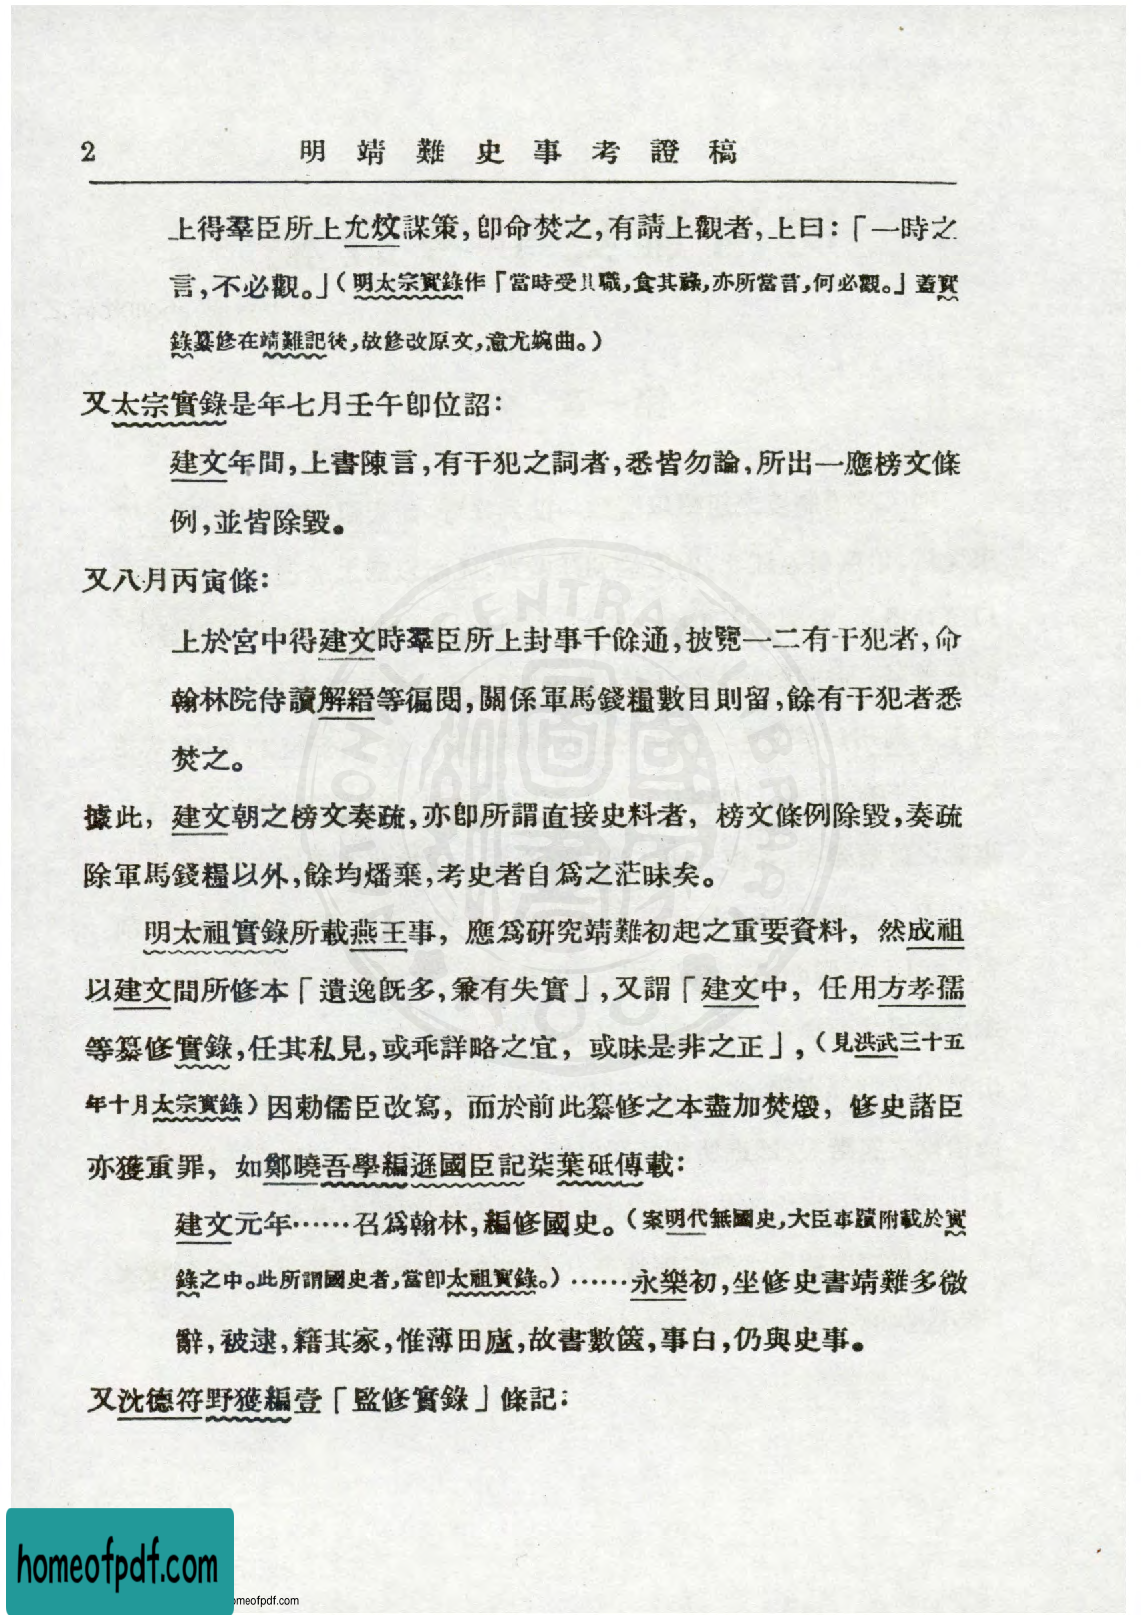 2 明靖難史事考證稿
上得羣臣所上允炆謀策,卽命焚之,有請上觀者,上曰:「一時之
言,不必觀。」(明太宗實錄作「當時受其職,食其祿,亦所當言,何必觀。」蓋實
錄纂修在靖難記後,故修改原文,意尤婉曲。)
又太宗實錄是年七月壬午卽位詔:
建文年間,上書陳言,有干犯之詞者,悉皆勿論,所出一應榜文條
例,並皆除毀。
又八月丙寅條:
上於宮中得建文時羣臣所上封事千餘通,披覽一二有干犯者,命
翰林院侍讀解縉等徧閱,關係軍馬錢糧數目則留,餘有干犯者悉
焚之。
據此,建文朝之榜文奏疏,亦卽所謂直接史料者,榜文條例除毀,奏疏
除軍馬錢糧以外,餘均燔棄,考史者自爲之茫昧矣。
明太祖實錄所載燕王事,應爲研究靖難初起之重要資料,然成祖
以建文間所修本「遺逸旣多,兼有失實」,又謂「建文中,任用方孝孺
等纂修實錄,任其私見,或乖詳略之宜,或昧是非之正」,(見洪武三十五
年十月太宗實錄)因勅儒臣改寫,而於前此纂修之本盡加焚燬,修史諸臣
亦獲重罪,如鄭曉吾學編遜國臣記柒葉砥傳載:
建文元年……召爲翰林,編修國史。(案明代無國史,大臣事蹟附載於實
錄之中。此所謂國史者,當卽太祖實錄。)……永樂初,坐修史書靖難多微
辭,被逮,籍其家,惟薄田廬,故書數篋,事白,仍與史事。
又沈德符野獲編壹「監修實錄」條記:
CENTRAL LIBRARY
homeofpdf.com
omeofpdf.com